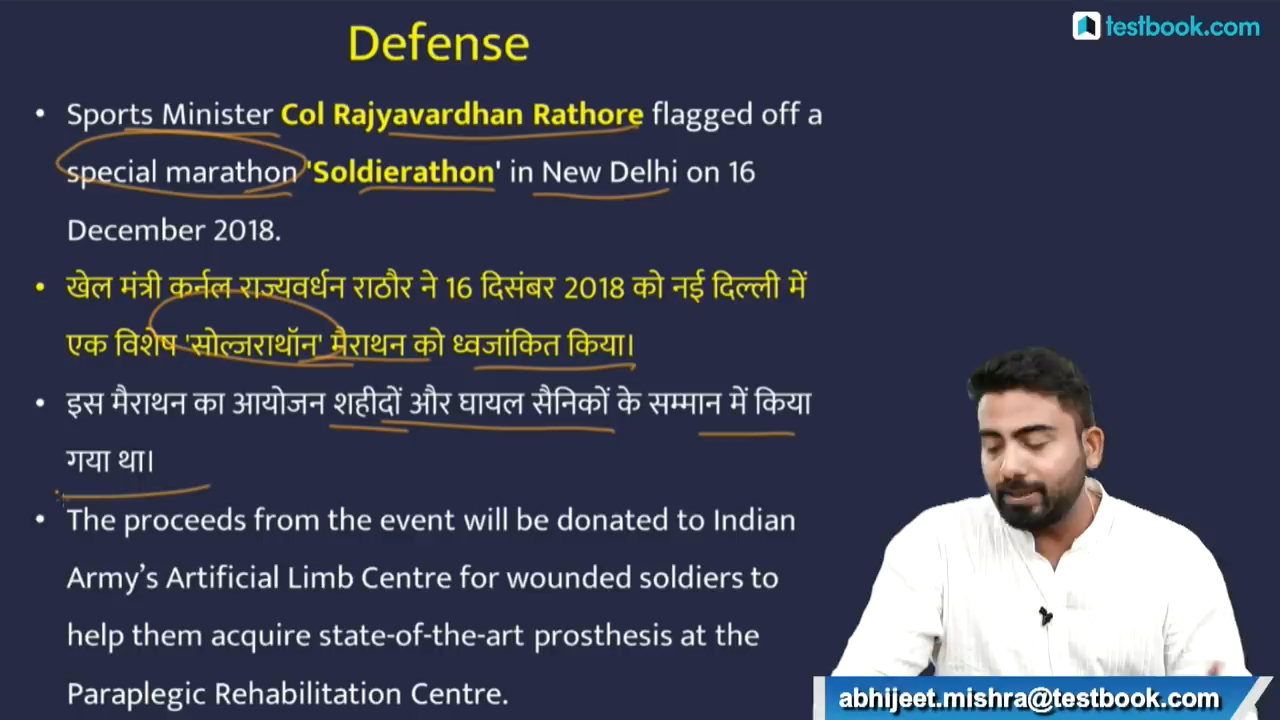 Defense
testbook.com
• Sports Minister Col Rajyavardhan Rathore flagged off a
special marathon 'Soldierathon' in New Delhi on 16
December 2018.
• खेल मंत्री कर्नल राज्यवर्धन राठौर ने 16 दिसंबर 2018 को नई दिल्ली में
एक विशेष 'सोल्जराथॉन' मैराथन को ध्वजांकित किया।
• इस मैराथन का आयोजन शहीदों और घायल सैनिकों के सम्मान में किया
गया था।
• The proceeds from the event will be donated to Indian
Army’s Artificial Limb Centre for wounded soldiers to
help them acquire state-of-the-art prosthesis at the
Paraplegic Rehabilitation Centre.
abhijeet.mishra@testbook.com